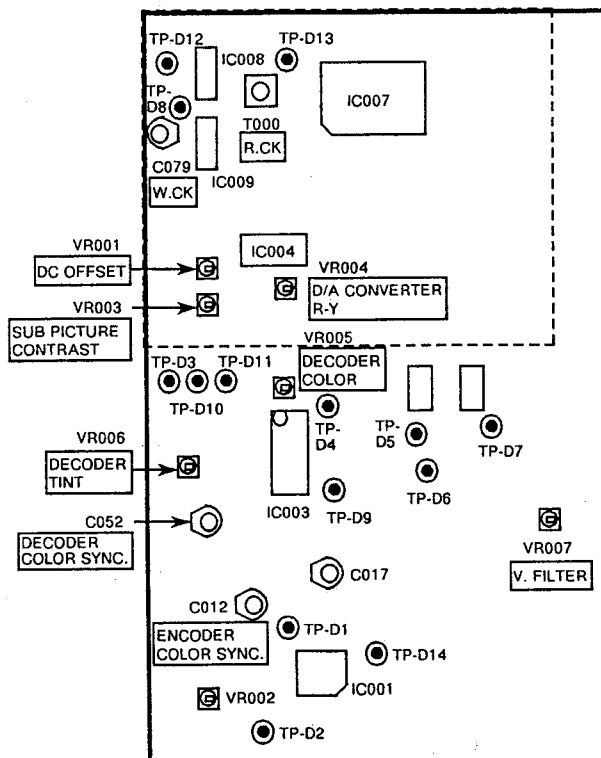 TP-D12
TP-D13
IC008
IC007
TP-
D8
T000
R.CK
C079
IC009
W.CK
VR001
DC OFFSET
IC004
VR004
D/A CONVERTER
R-Y
VR003
SUB PICTURE
CONTRAST
VR005
DECODER
COLOR
TP-D3
TP-D11
TP-D10
TP-
D4
TP-
D5
TP-D7
VR006
DECODER
TINT
TP-D6
IC003
TP-D9
C052
DECODER
COLOR SYNC.
VR007
V. FILTER
C017
C012
ENCODER
COLOR SYNC.
TP-D1
TP-D14
IC001
VR002
TP-D2